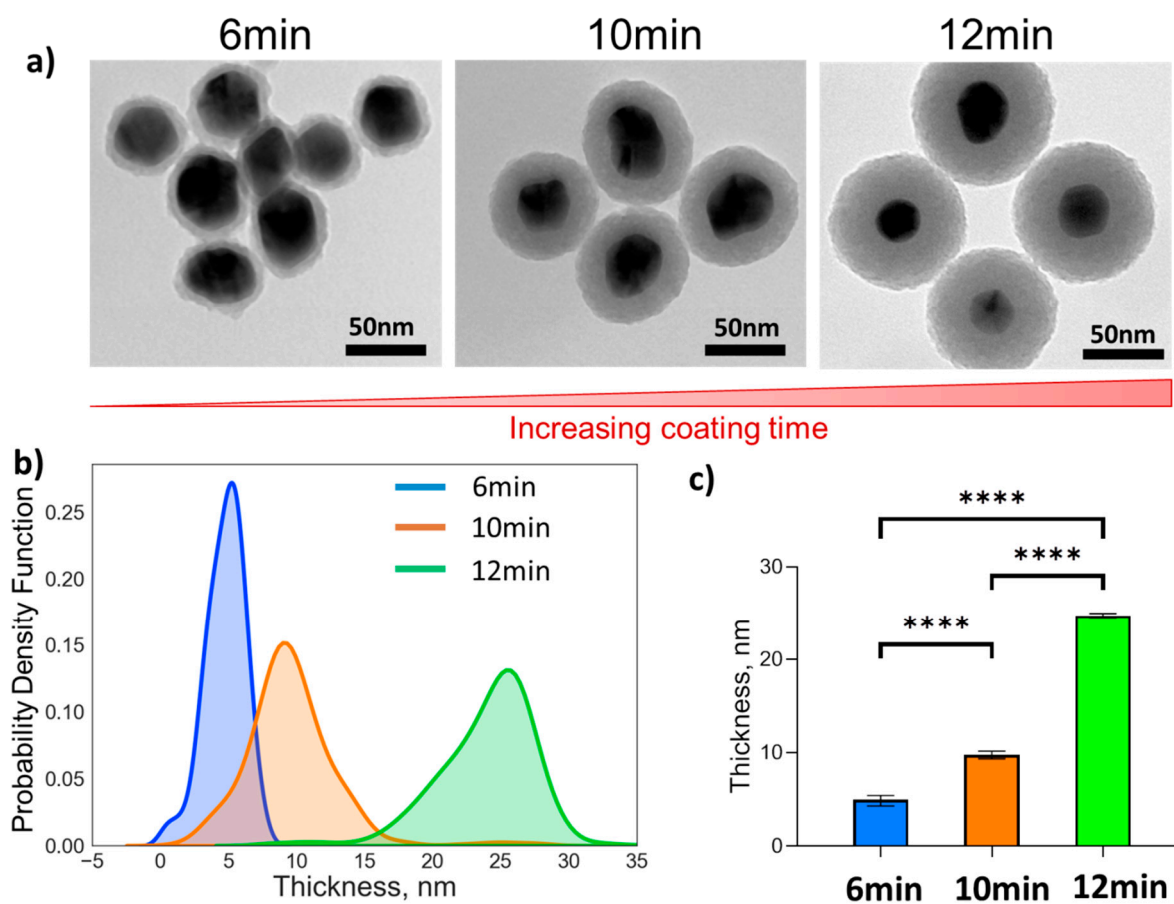 6min 10min 12min
a)
50nm 50nm 50nm
Increasing coating time
b)
Probability Density Function
0.25
0.20
0.15
0.10
0.05
0.00
6min
10min
12min
−5 0 5 10 15 20 25 30 35
Thickness, nm
c)
****
****
****
Thickness, nm
30
20
10
0
6min 10min 12min